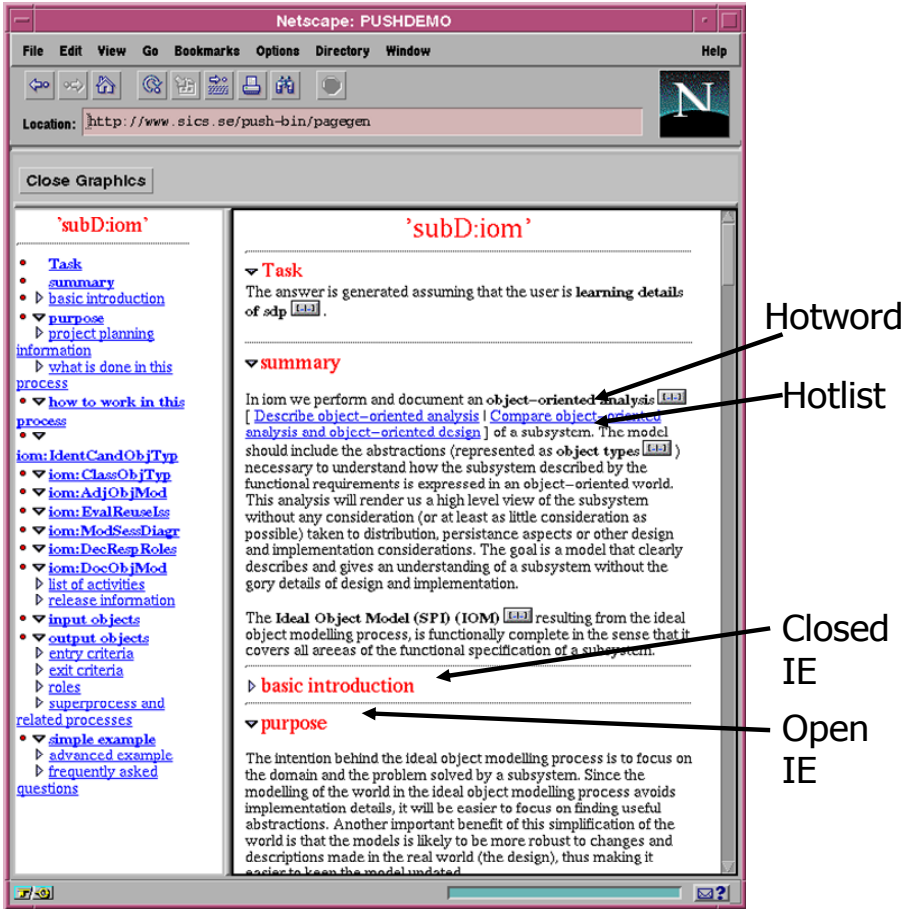 Netscape: PUSHDEMO
File Edit View Go Bookmarks Options Directory Window Help
Location: http://www.sics.se/push-bin/pagegen
N
Close Graphics
'subD:iom'
Task
summary
basic introduction
purpose
project planning
information
what is done in this
process
how to work in this
process
iom:IdentCandObjTyp
iom:ClassObjTyp
iom:AdjObjMod
iom:EvalReuseIss
iom:ModSessDiagr
iom:DecRespRoles
iom:DocObjMod
list of activities
release information
input objects
output objects
entry criteria
exit criteria
roles
superprocess and
related processes
simple example
advanced example
frequently asked
questions
'subD:iom'
Task
The answer is generated assuming that the user is learning details
of sdp [-I-] .
summary
In iom we perform and document an object-oriented analysis [-I-]
[ Describe object-oriented analysis | Compare object-oriented
analysis and object-oriented design ] of a subsystem. The model
should include the abstractions (represented as object types [-I-] )
necessary to understand how the subsystem described by the
functional requirements is expressed in an object-oriented world.
This analysis will render us a high level view of the subsystem
without any consideration (or at least as little consideration as
possible) taken to distribution, persistance aspects or other design
and implementation considerations. The goal is a model that clearly
describes and gives an understanding of a subsystem without the
gory details of design and implementation.
The Ideal Object Model (SPI) (IOM) [-I-] resulting from the ideal
object modelling process, is functionally complete in the sense that it
covers all areeas of the functional specification of a subsystem.
basic introduction
purpose
The intention behind the ideal object modelling process is to focus on
the domain and the problem solved by a subsystem. Since the
modelling of the world in the ideal object modelling process avoids
implementation details, it will be easier to focus on finding useful
abstractions. Another important benefit of this simplification of the
world is that the models is likely to be more robust to changes and
descriptions made in the real world (the design), thus making it
easier to keep the model updated
Hotword
Hotlist
Closed
IE
Open
IE
?